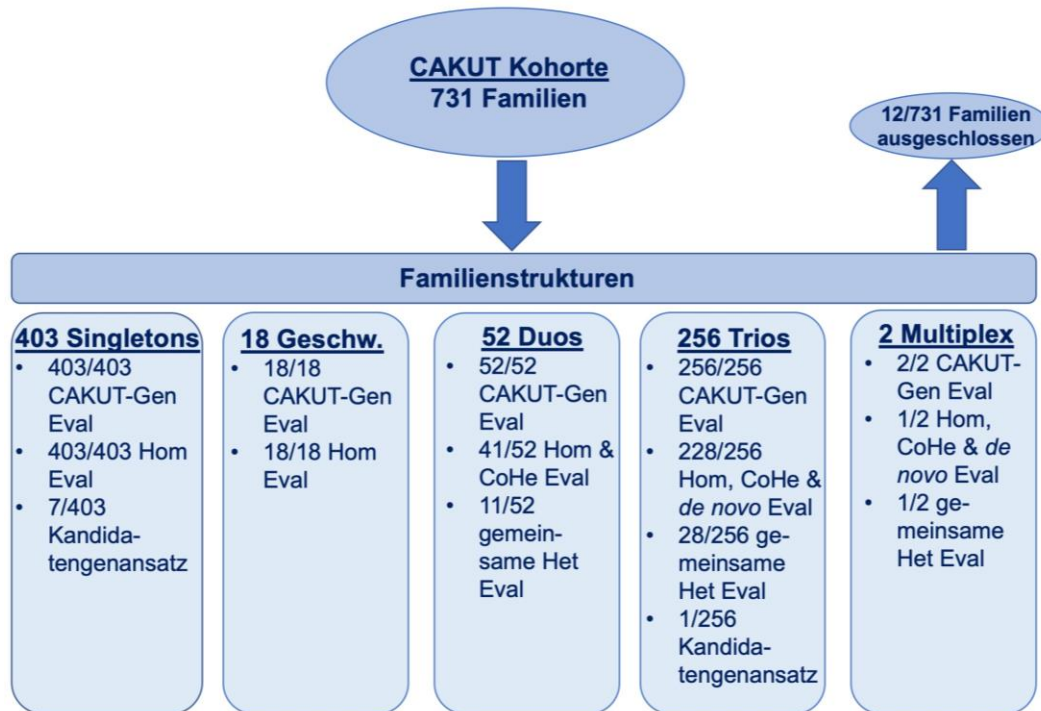 CAKUT Kohorte
731 Familien
12/731 Familien
ausgeschlossen
Familienstrukturen
403 Singletons
• 403/403
CAKUT-Gen
Eval
• 403/403 Hom
Eval
• 7/403
Kandida-
tengenansatz
18 Geschw.
• 18/18
CAKUT-Gen
Eval
• 18/18 Hom
Eval
52 Duos
• 52/52
CAKUT-Gen
Eval
• 41/52 Hom &
CoHe Eval
• 11/52
gemein-
same Het
Eval
256 Trios
• 256/256
CAKUT-Gen
Eval
• 228/256
Hom, CoHe &
de novo Eval
• 28/256 ge-
meinsame
Het Eval
• 1/256
Kandida-
tengenansatz
2 Multiplex
• 2/2 CAKUT-
Gen Eval
• 1/2 Hom,
CoHe & de
novo Eval
• 1/2 ge-
meinsame
Het Eval